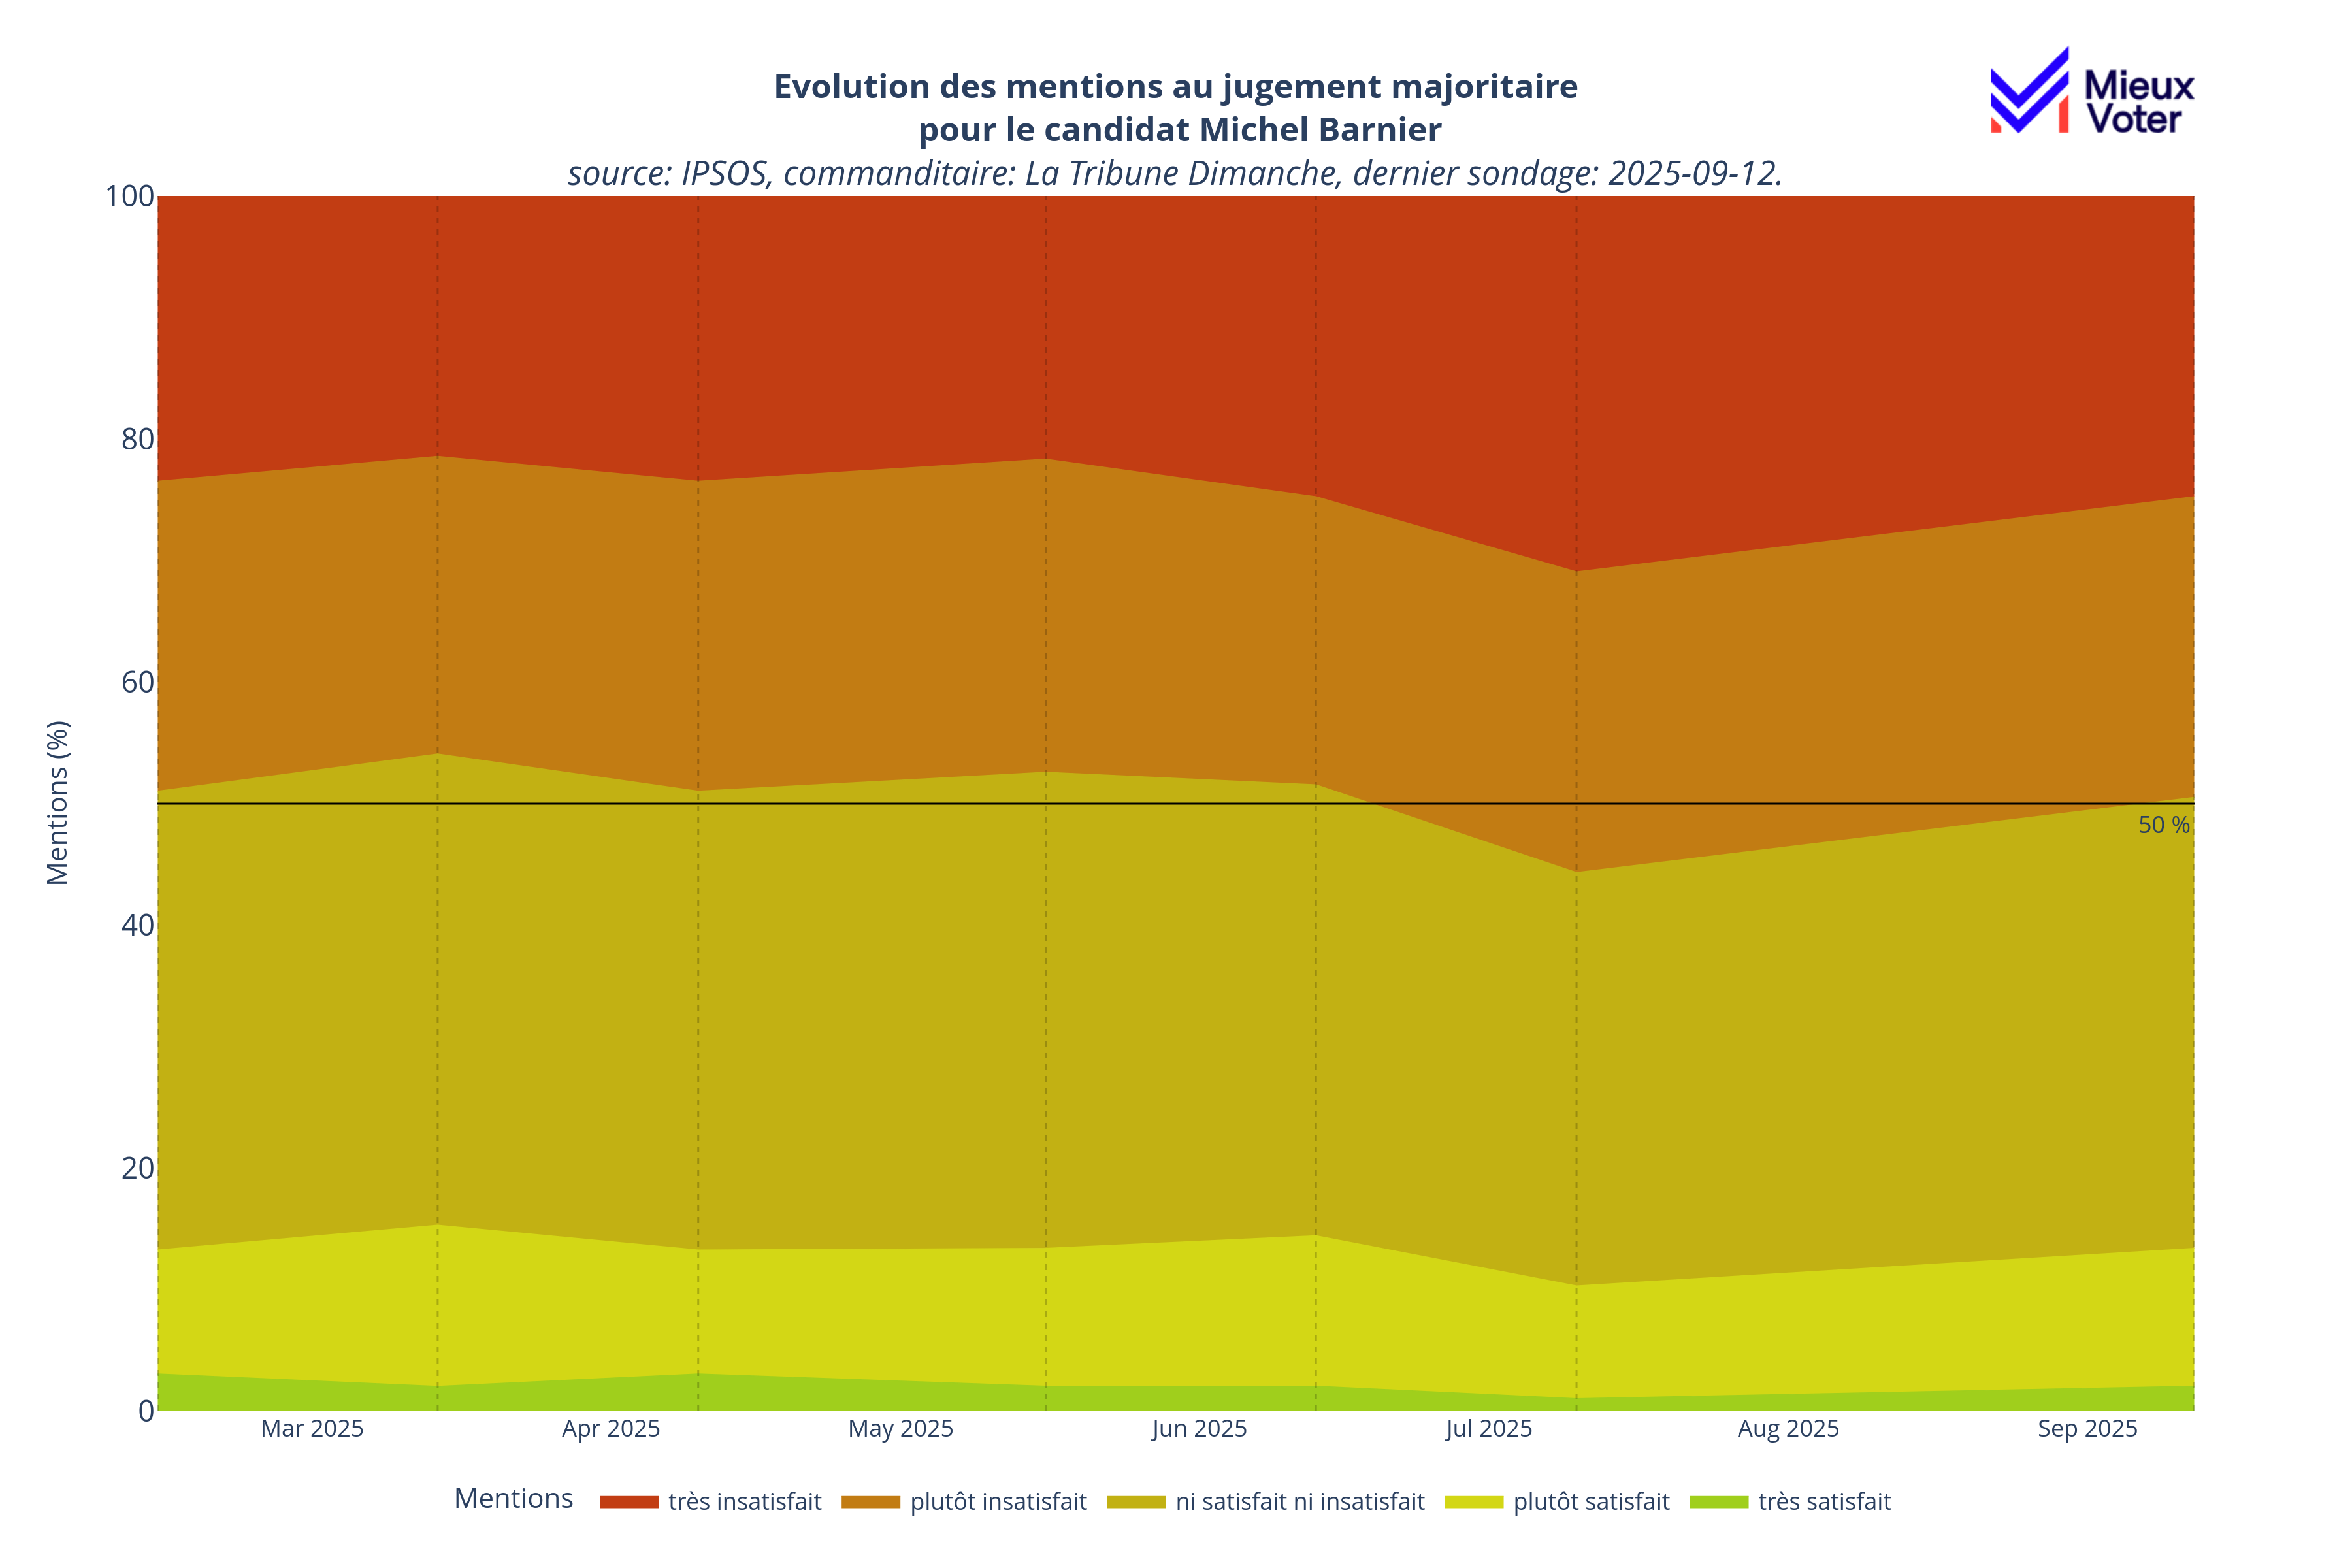 Evolution des mentions au jugement majoritaire
pour le candidat Michel Barnier
source: IPSOS, commanditaire: La Tribune Dimanche, dernier sondage: 2025-09-12.
Mieux
Voter
100
80
60
40
20
0
Mentions (%)
50 %
Mar 2025
Apr 2025
May 2025
Jun 2025
Jul 2025
Aug 2025
Sep 2025
Mentions
très insatisfait
plutôt insatisfait
ni satisfait ni insatisfait
plutôt satisfait
très satisfait